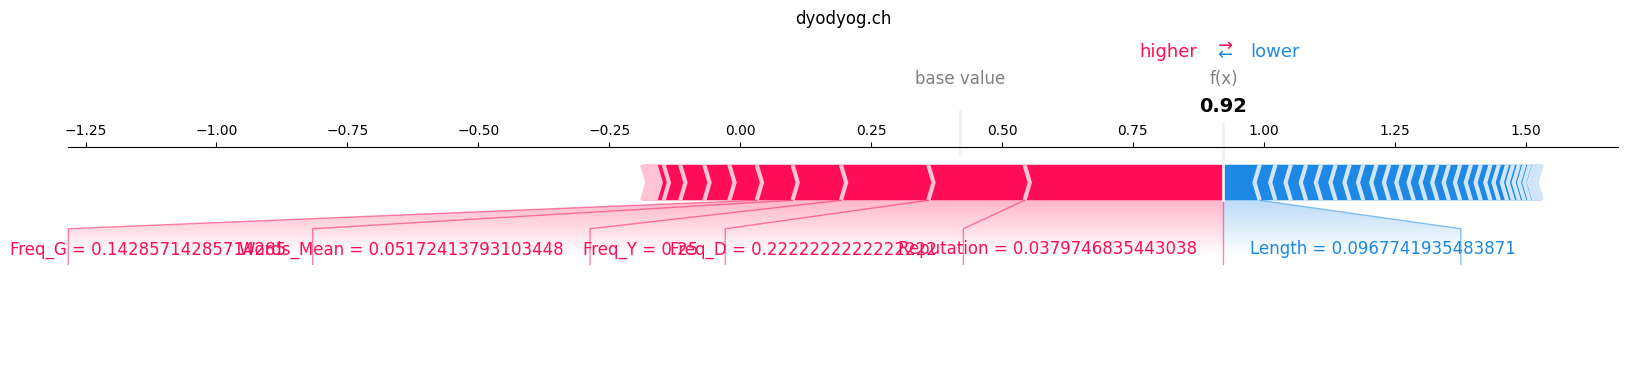 dyodyog.ch
higher ⇄ lower
base value f(x)
0.92
−1.25 −1.00 −0.75 −0.50 −0.25 0.00 0.25 0.50 0.75 1.00 1.25 1.50
Freq_G = 0.14285714285714285 Words_Mean = 0.05172413793103448 Freq_Y = 0.25 Freq_D = 0.2222222222222222 Reputation = 0.0379746835443038 Length = 0.0967741935483871